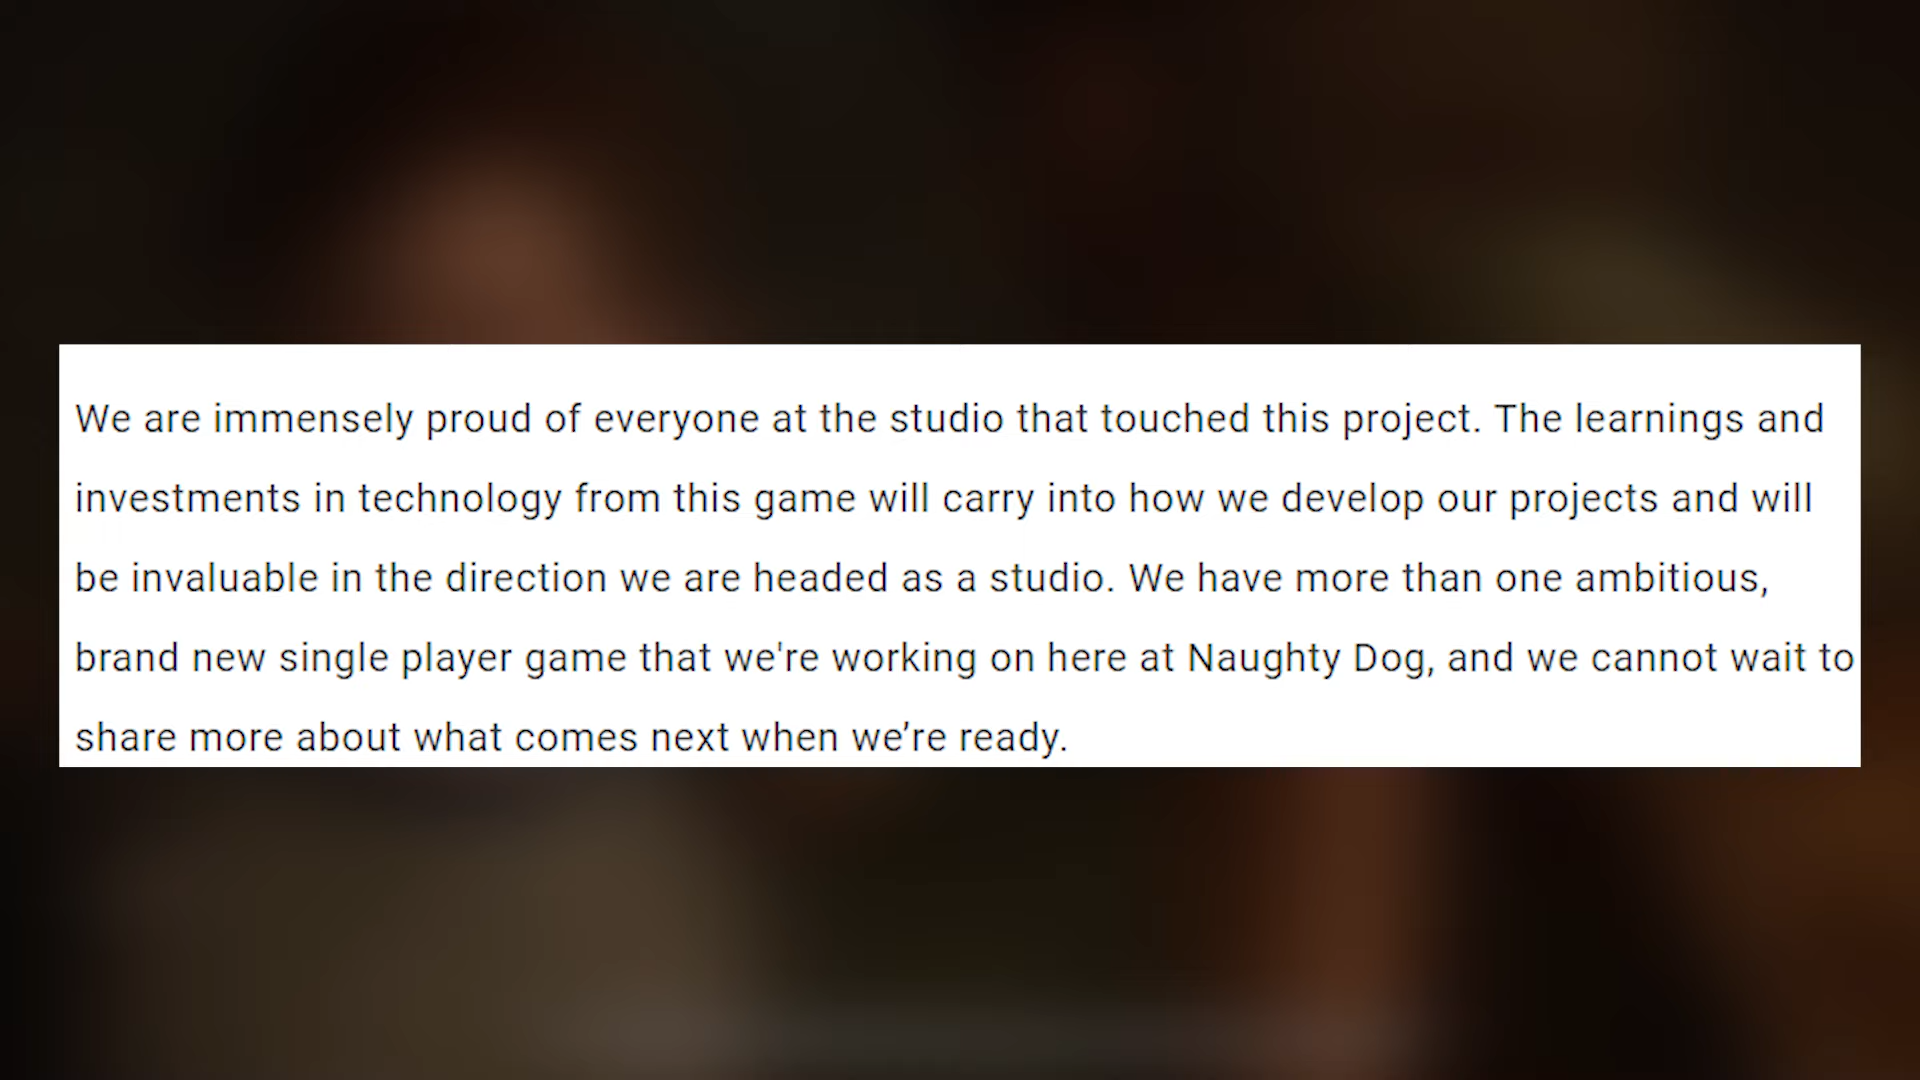 We are immensely proud of everyone at the studio that touched this project. The learnings and
investments in technology from this game will carry into how we develop our projects and will
be invaluable in the direction we are headed as a studio. We have more than one ambitious,
brand new single player game that we're working on here at Naughty Dog, and we cannot wait to
share more about what comes next when we’re ready.